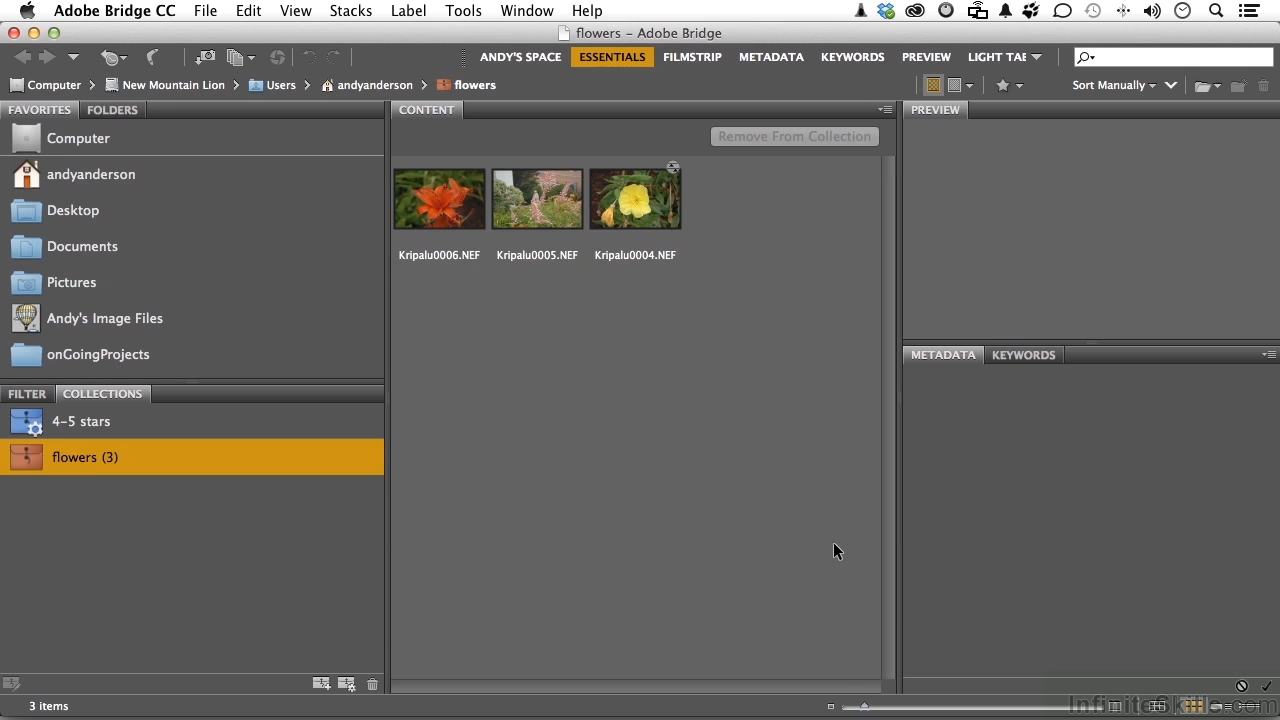 Adobe Bridge CC File Edit View Stacks Label Tools Window Help
flowers – Adobe Bridge
ANDY'S SPACE ESSENTIALS FILMSTRIP METADATA KEYWORDS PREVIEW LIGHT TAE
Computer New Mountain Lion Users andyanderson flowers Sort Manually
FAVORITES FOLDERS CONTENT PREVIEW
Computer
Remove From Collection
andyanderson
Desktop
Documents
Pictures
Andy's Image Files
onGoingProjects
Kripalu0006.NEF Kripalu0005.NEF Kripalu0004.NEF
METADATA KEYWORDS
FILTER COLLECTIONS
4-5 stars
flowers (3)
3 items
InfiniteSkills.com